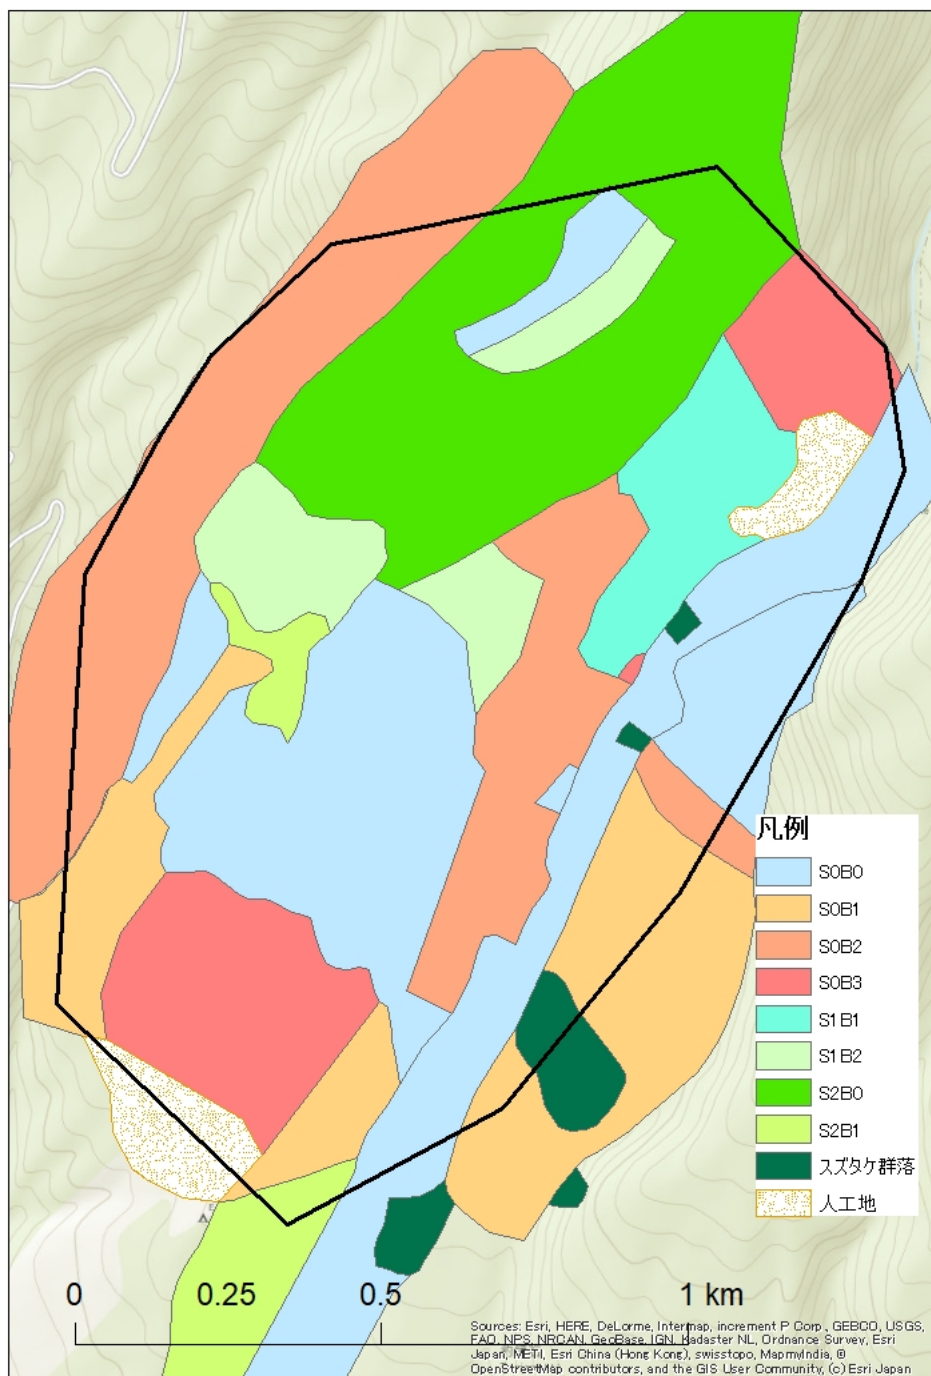 凡例
S0B0
S0B1
S0B2
S0B3
S1B1
S1B2
S2B0
S2B1
スズタケ群落
人工地
0 0.25 0.5 1 km
Sources: Esri, HERE, DeLorme, Intermap, increment P Corp., GEBCO, USGS,
FAO, NPS, NRCAN, GeoBase, IGN, Kadaster NL, Ordnance Survey, Esri
Japan, METI, Esri China (Hong Kong), swisstopo, MapmyIndia, ©
OpenStreetMap contributors, and the GIS User Community, (c) Esri Japan